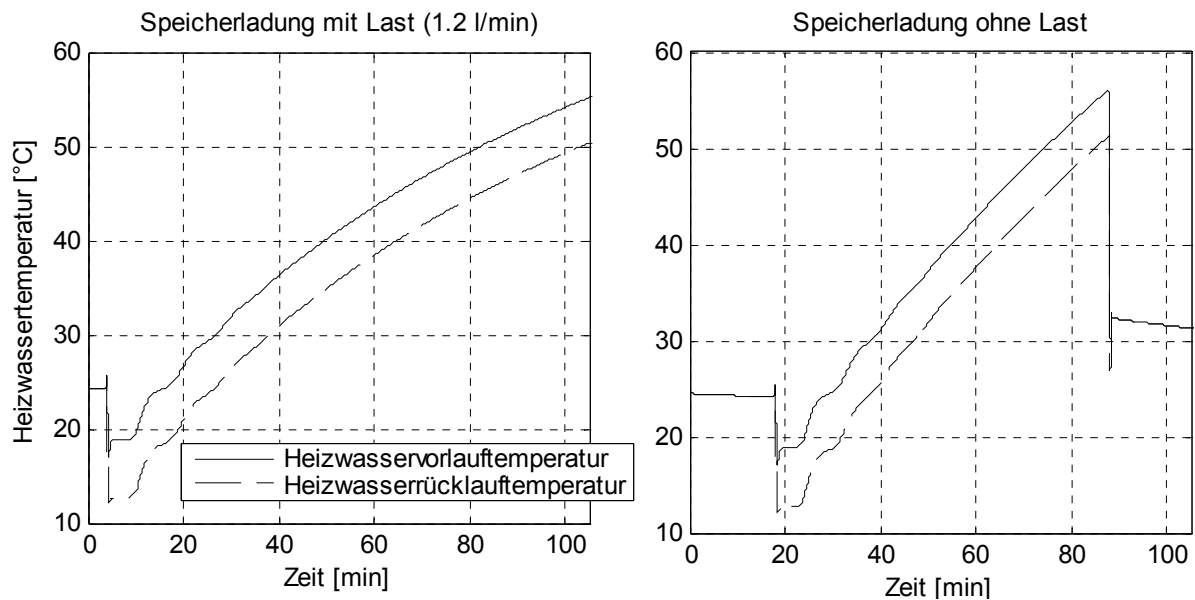 Speicherladung mit Last (1.2 l/min)
60
50
40
30
20
10
Heizwassertemperatur [°C]
Heizwasservorlauftemperatur
Heizwasserrücklauftemperatur
0 20 40 60 80 100
Zeit [min]
Speicherladung ohne Last
60
50
40
30
20
10
0 20 40 60 80 100
Zeit [min]